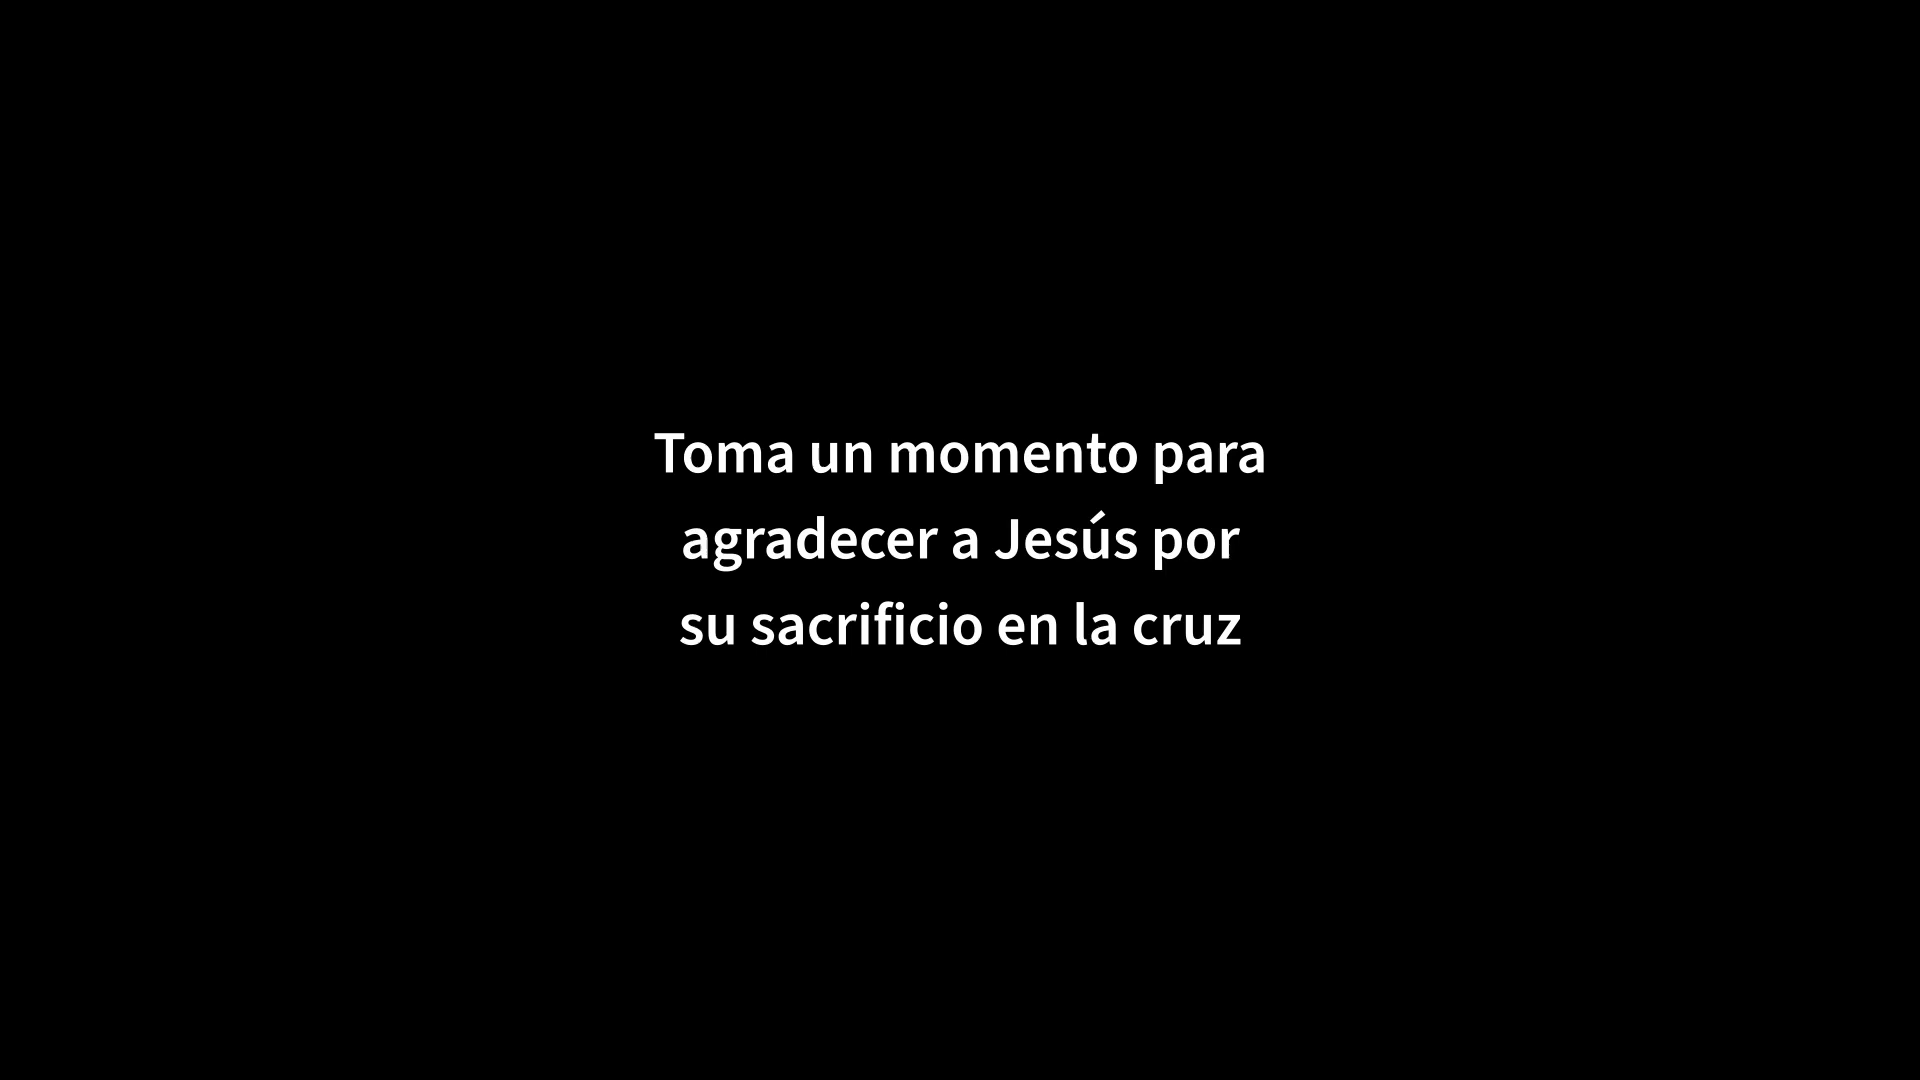 Toma un momento para
agradecer a Jesús por
su sacrificio en la cruz